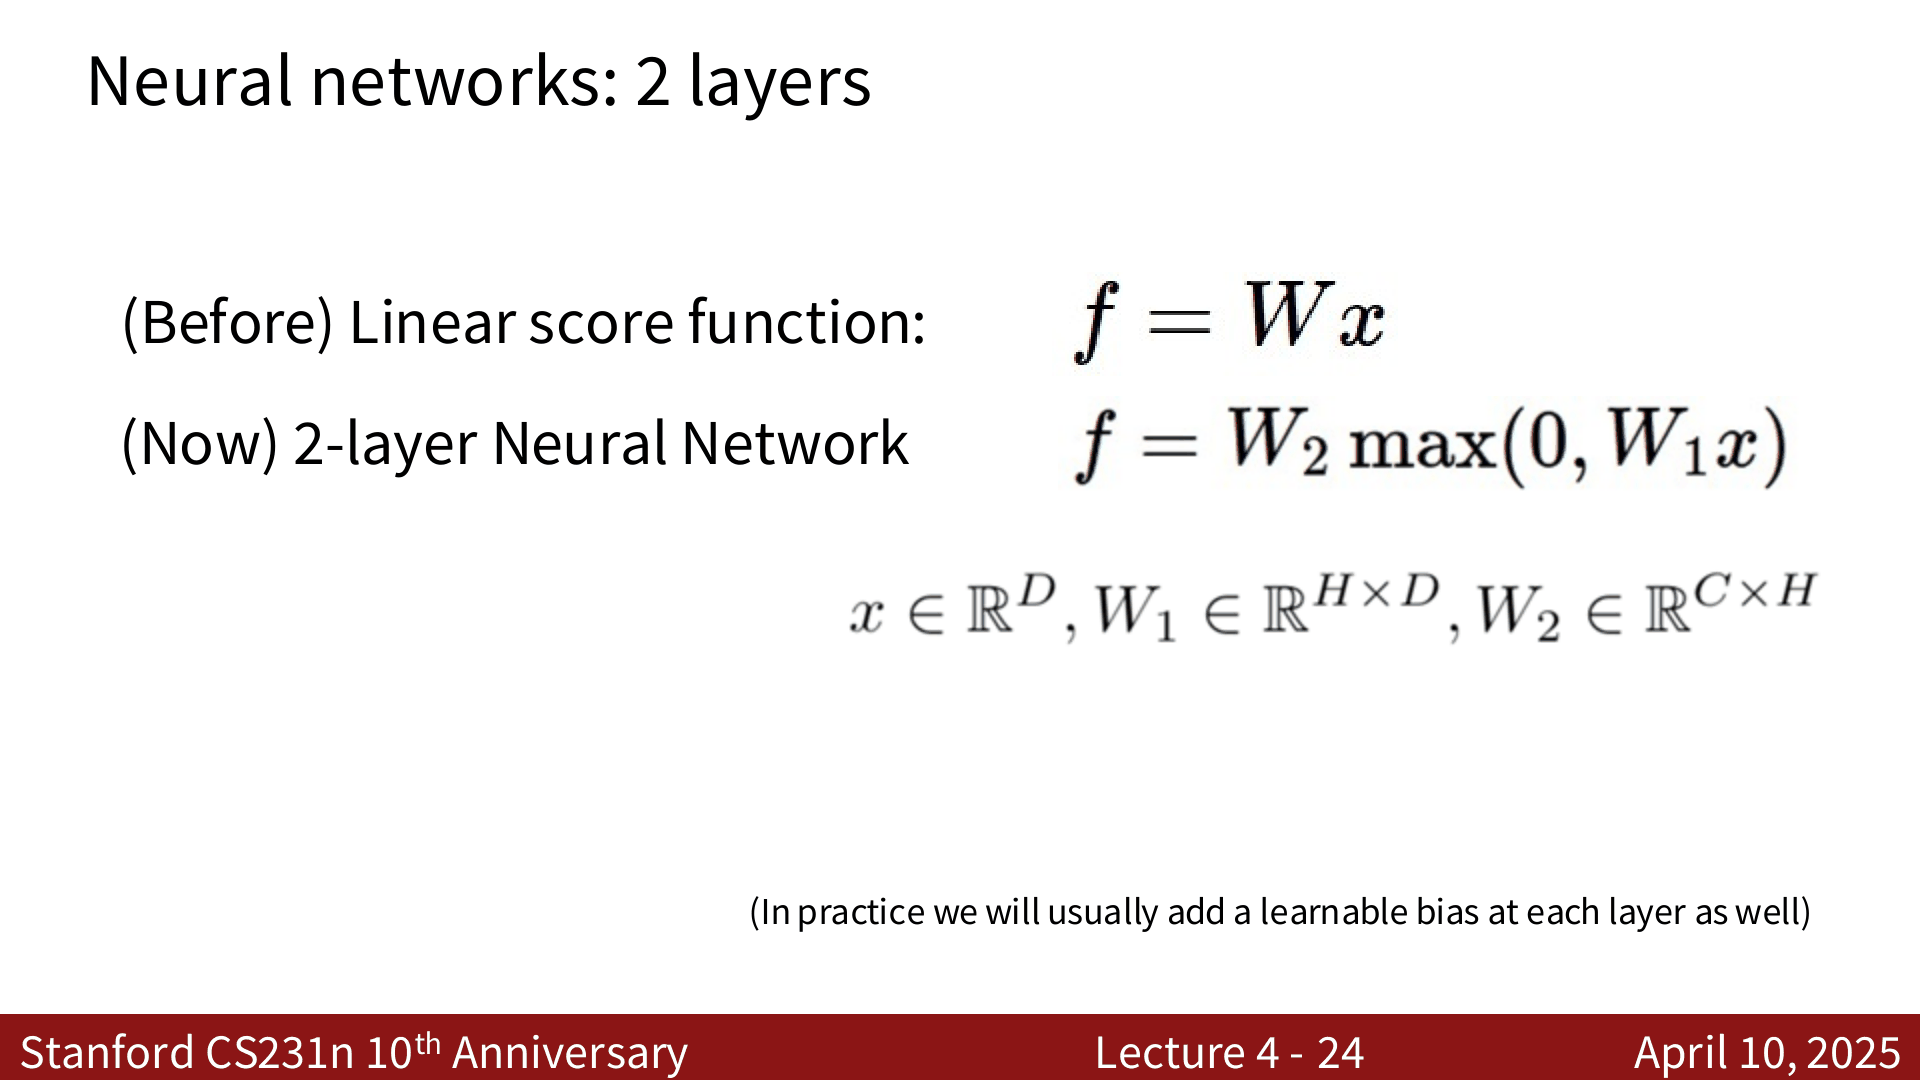 Neural networks: 2 layers
(Before) Linear score function: f = Wx
(Now) 2-layer Neural Network f = W₂ max(0, W₁x)
x ∈ ℝᴰ, W₁ ∈ ℝᴴ˟ᴰ, W₂ ∈ ℝᶜ˟ᴴ
(In practice we will usually add a learnable bias at each layer as well)
Stanford CS231n 10th Anniversary Lecture 4 - 24 April 10, 2025